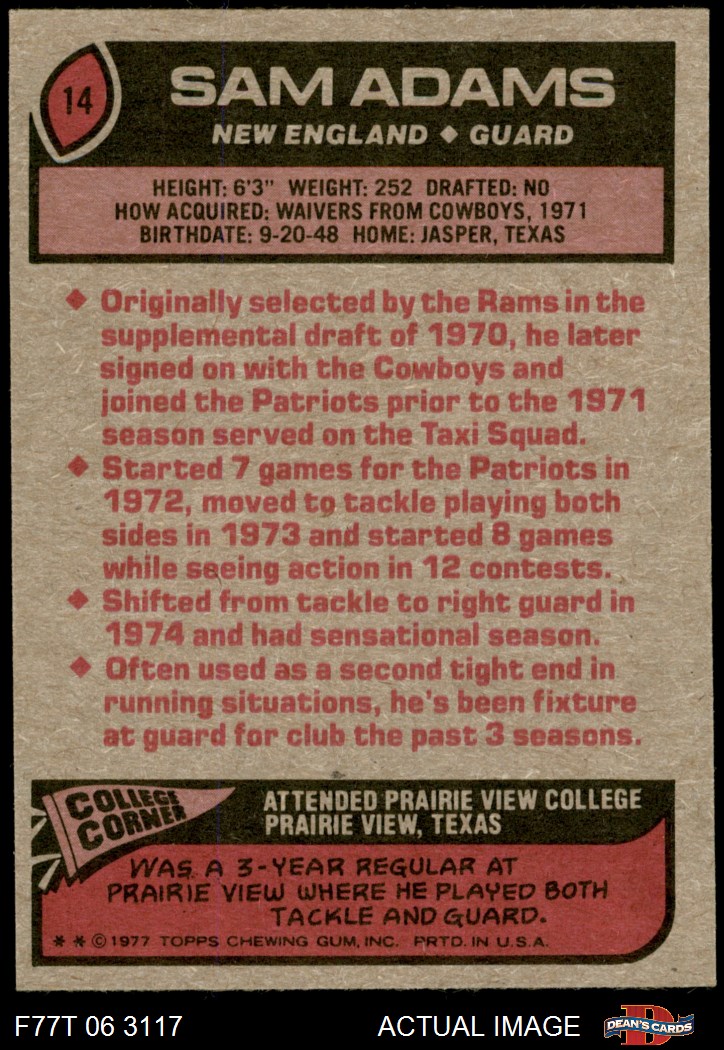 14
SAM ADAMS
NEW ENGLAND ◆ GUARD
HEIGHT: 6'3" WEIGHT: 252 DRAFTED: NO
HOW ACQUIRED: WAIVERS FROM COWBOYS, 1971
BIRTHDATE: 9-20-48 HOME: JASPER, TEXAS
◆ Originally selected by the Rams in the
supplemental draft of 1970, he later
signed on with the Cowboys and
joined the Patriots prior to the 1971
season served on the Taxi Squad.
◆ Started 7 games for the Patriots in
1972, moved to tackle playing both
sides in 1973 and started 8 games
while seeing action in 12 contests.
◆ Shifted from tackle to right guard in
1974 and had sensational season.
◆ Often used as a second tight end in
running situations, he's been fixture
at guard for club the past 3 seasons.
COLLEGE
CORNER
ATTENDED PRAIRIE VIEW COLLEGE
PRAIRIE VIEW, TEXAS
WAS A 3-YEAR REGULAR AT
PRAIRIE VIEW WHERE HE PLAYED BOTH
TACKLE AND GUARD.
* * © 1977 TOPPS CHEWING GUM, INC. PRTD. IN U.S.A.
F77T 06 3117
ACTUAL IMAGE
D
DEAN'S CARDS